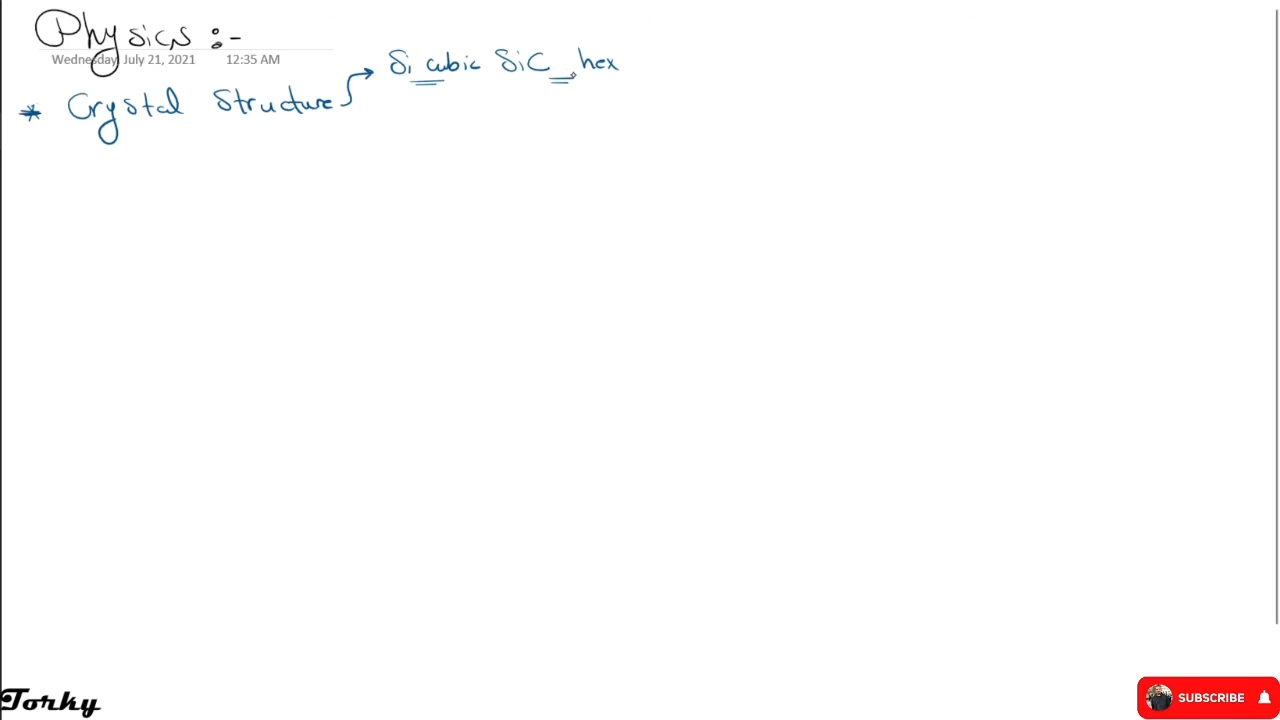 Physics :-
Wednesday, July 21, 2021 12:35 AM
Si cubic SiC hex
* Crystal Structure
Torky
SUBSCRIBE